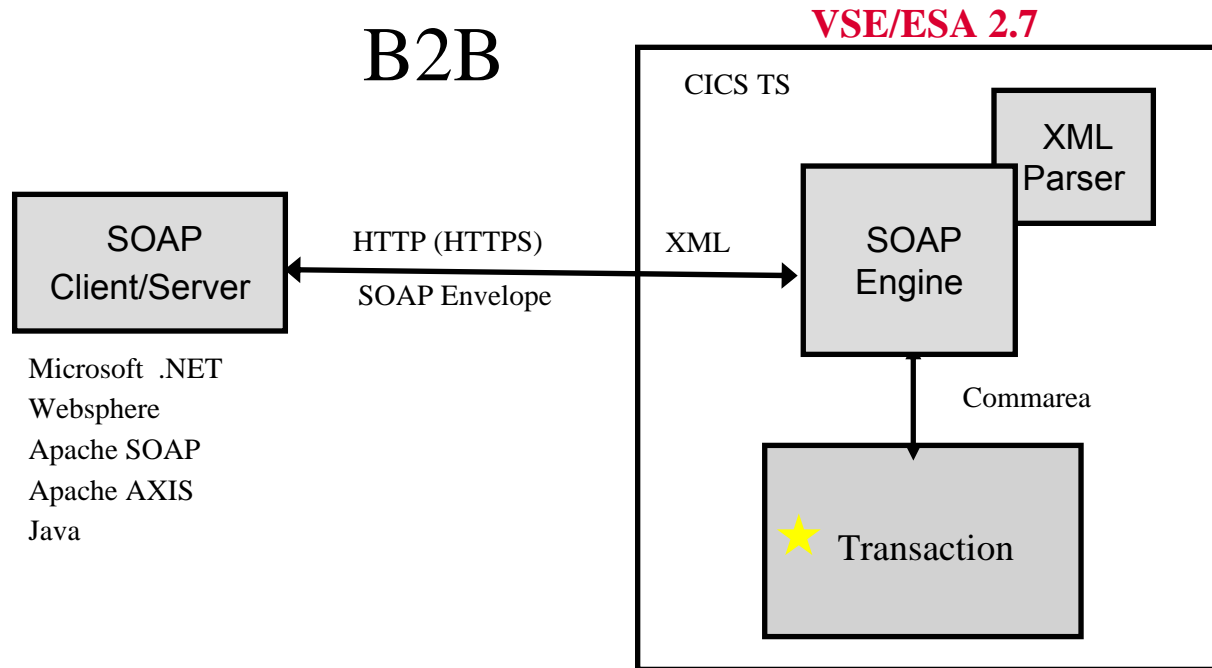 VSE/ESA 2.7
B2B
CICS TS
XML
Parser
SOAP
Client/Server
HTTP (HTTPS)
SOAP Envelope
XML
SOAP
Engine
Microsoft .NET
Websphere
Apache SOAP
Apache AXIS
Java
Commarea
Transaction